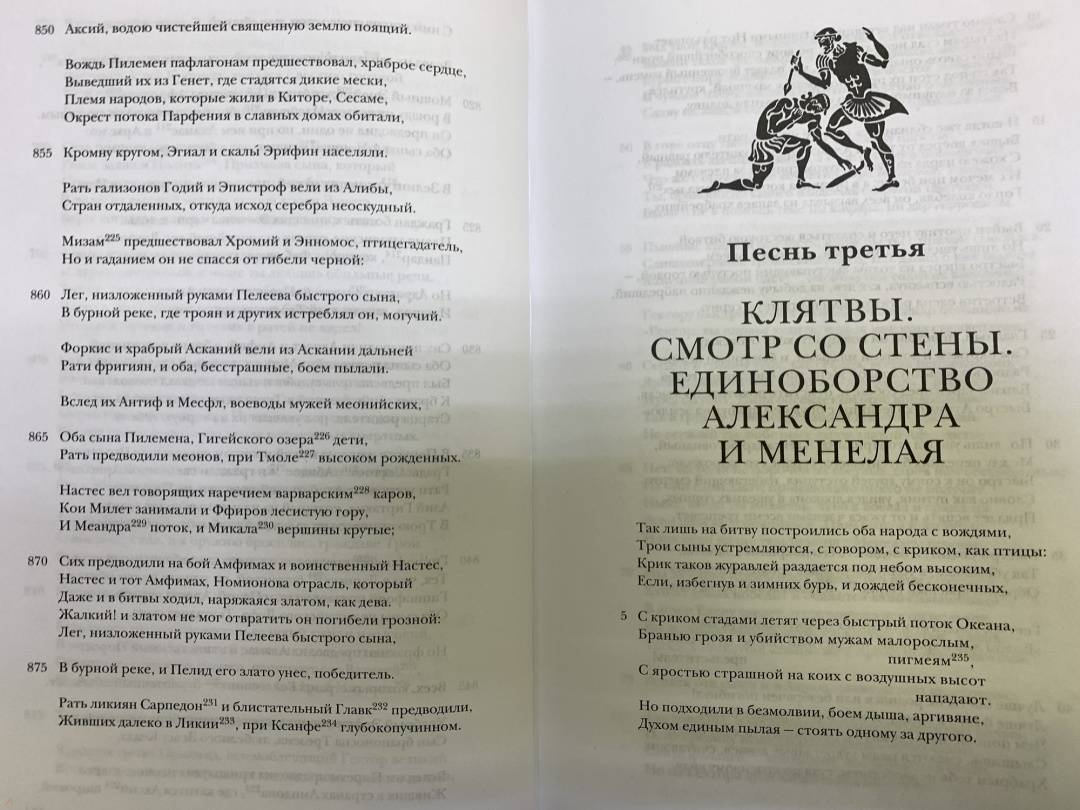 850 Аксий, водою чистейшей священную землю поящий.
Вождь Пилемен пафлагонам предшествовал, храброе сердце,
Выведший их из Генет, где стадятся дикие мески,
Племя народов, которые жили в Киторе, Сесаме,
Окрест потока Парфения в славных домах обитали,
855 Кромну кругом, Эгиал и скалы́ Эрифин населяли.
Рать гализонов Годий и Эпистроф вели из Алибы,
Стран отдаленных, откуда исход серебра неоскудный.
Мизам²²⁵ предшествовал Хромий и Энномос, птицегадатель,
Но и гаданием он не спасся от гибели черной:
860 Лег, низложенный руками Пелеева быстрого сына,
В бурной реке, где троян и других истреблял он, могучий.
Форкис и храбрый Асканий вели из Аскании дальней
Рати фригиян, и оба, бесстрашные, боем пылали.
Вслед их Антиф и Месфл, воеводы мужей меонийских,
865 Оба сына Пилемена, Гигейского озера²²⁶ дети,
Рать предводили меонов, при Тмоле²²⁷ высоком рожденных.
Настес вел говорящих наречием варварским²²⁸ каров,
Кои Милет занимали и Ффиров лесистую гору,
И Меандра²²⁹ поток, и Микала²³⁰ вершины крутые;
870 Сих предводили на бой Амфимах и воинственный Настес,
Настес и тот Амфимах, Номионова отрасль, который
Даже и в битвы ходил, наряжаяся златом, как дева.
Жалкий! и златом не мог отвратить он погибели грозной:
Лег, низложенный руками Пелеева быстрого сына,
875 В бурной реке, и Пелид его злато унес, победитель.
Рать ликиян Сарпедон²³¹ и блистательный Главк²³² предводили,
Живших далеко в Ликии²³³, при Ксанфе²³⁴ глубокопучинном.
Песнь третья
КЛЯТВЫ.
СМОТР СО СТЕНЫ.
ЕДИНОБОРСТВО
АЛЕКСАНДРА
И МЕНЕЛАЯ
Так лишь на битву построились оба народа с вождями,
Трои сыны устремляются, с говором, с криком, как птицы:
Крик таков журавлей раздается под небом высоким,
Если, избегнув и зимних бурь, и дождей бесконечных,
5 С криком стадами летят через быстрый поток Океана,
Бранью грозя и убийством мужам малорослым,
пигмеям²³⁵,
С яростью страшной на коих с воздушных высот
нападают.
Но подходили в безмолвии, боем дыша, аргивяне,
Духом единым пылая – стоять одному за другого.